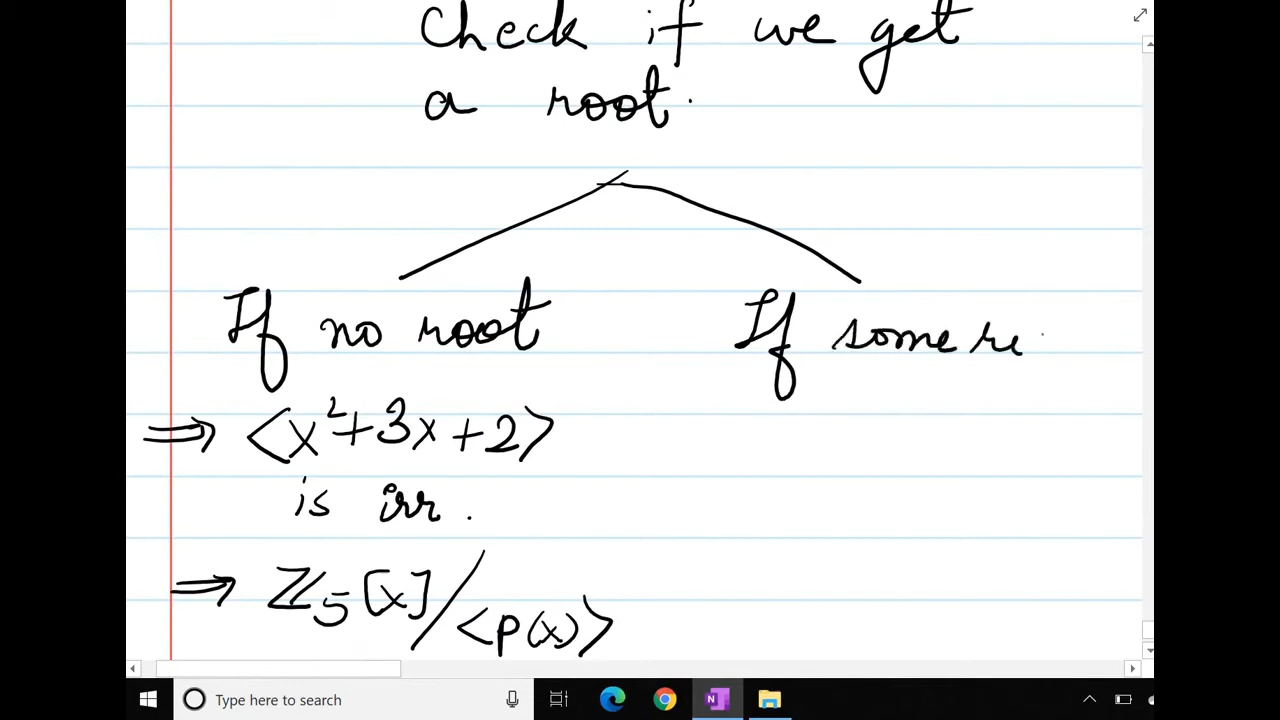 Check if we get
a root.
If no root
If some
⇒ <x²+3x+2>
is irr.
⇒ ℤ₅[x]/<p(x)>
Type here to search